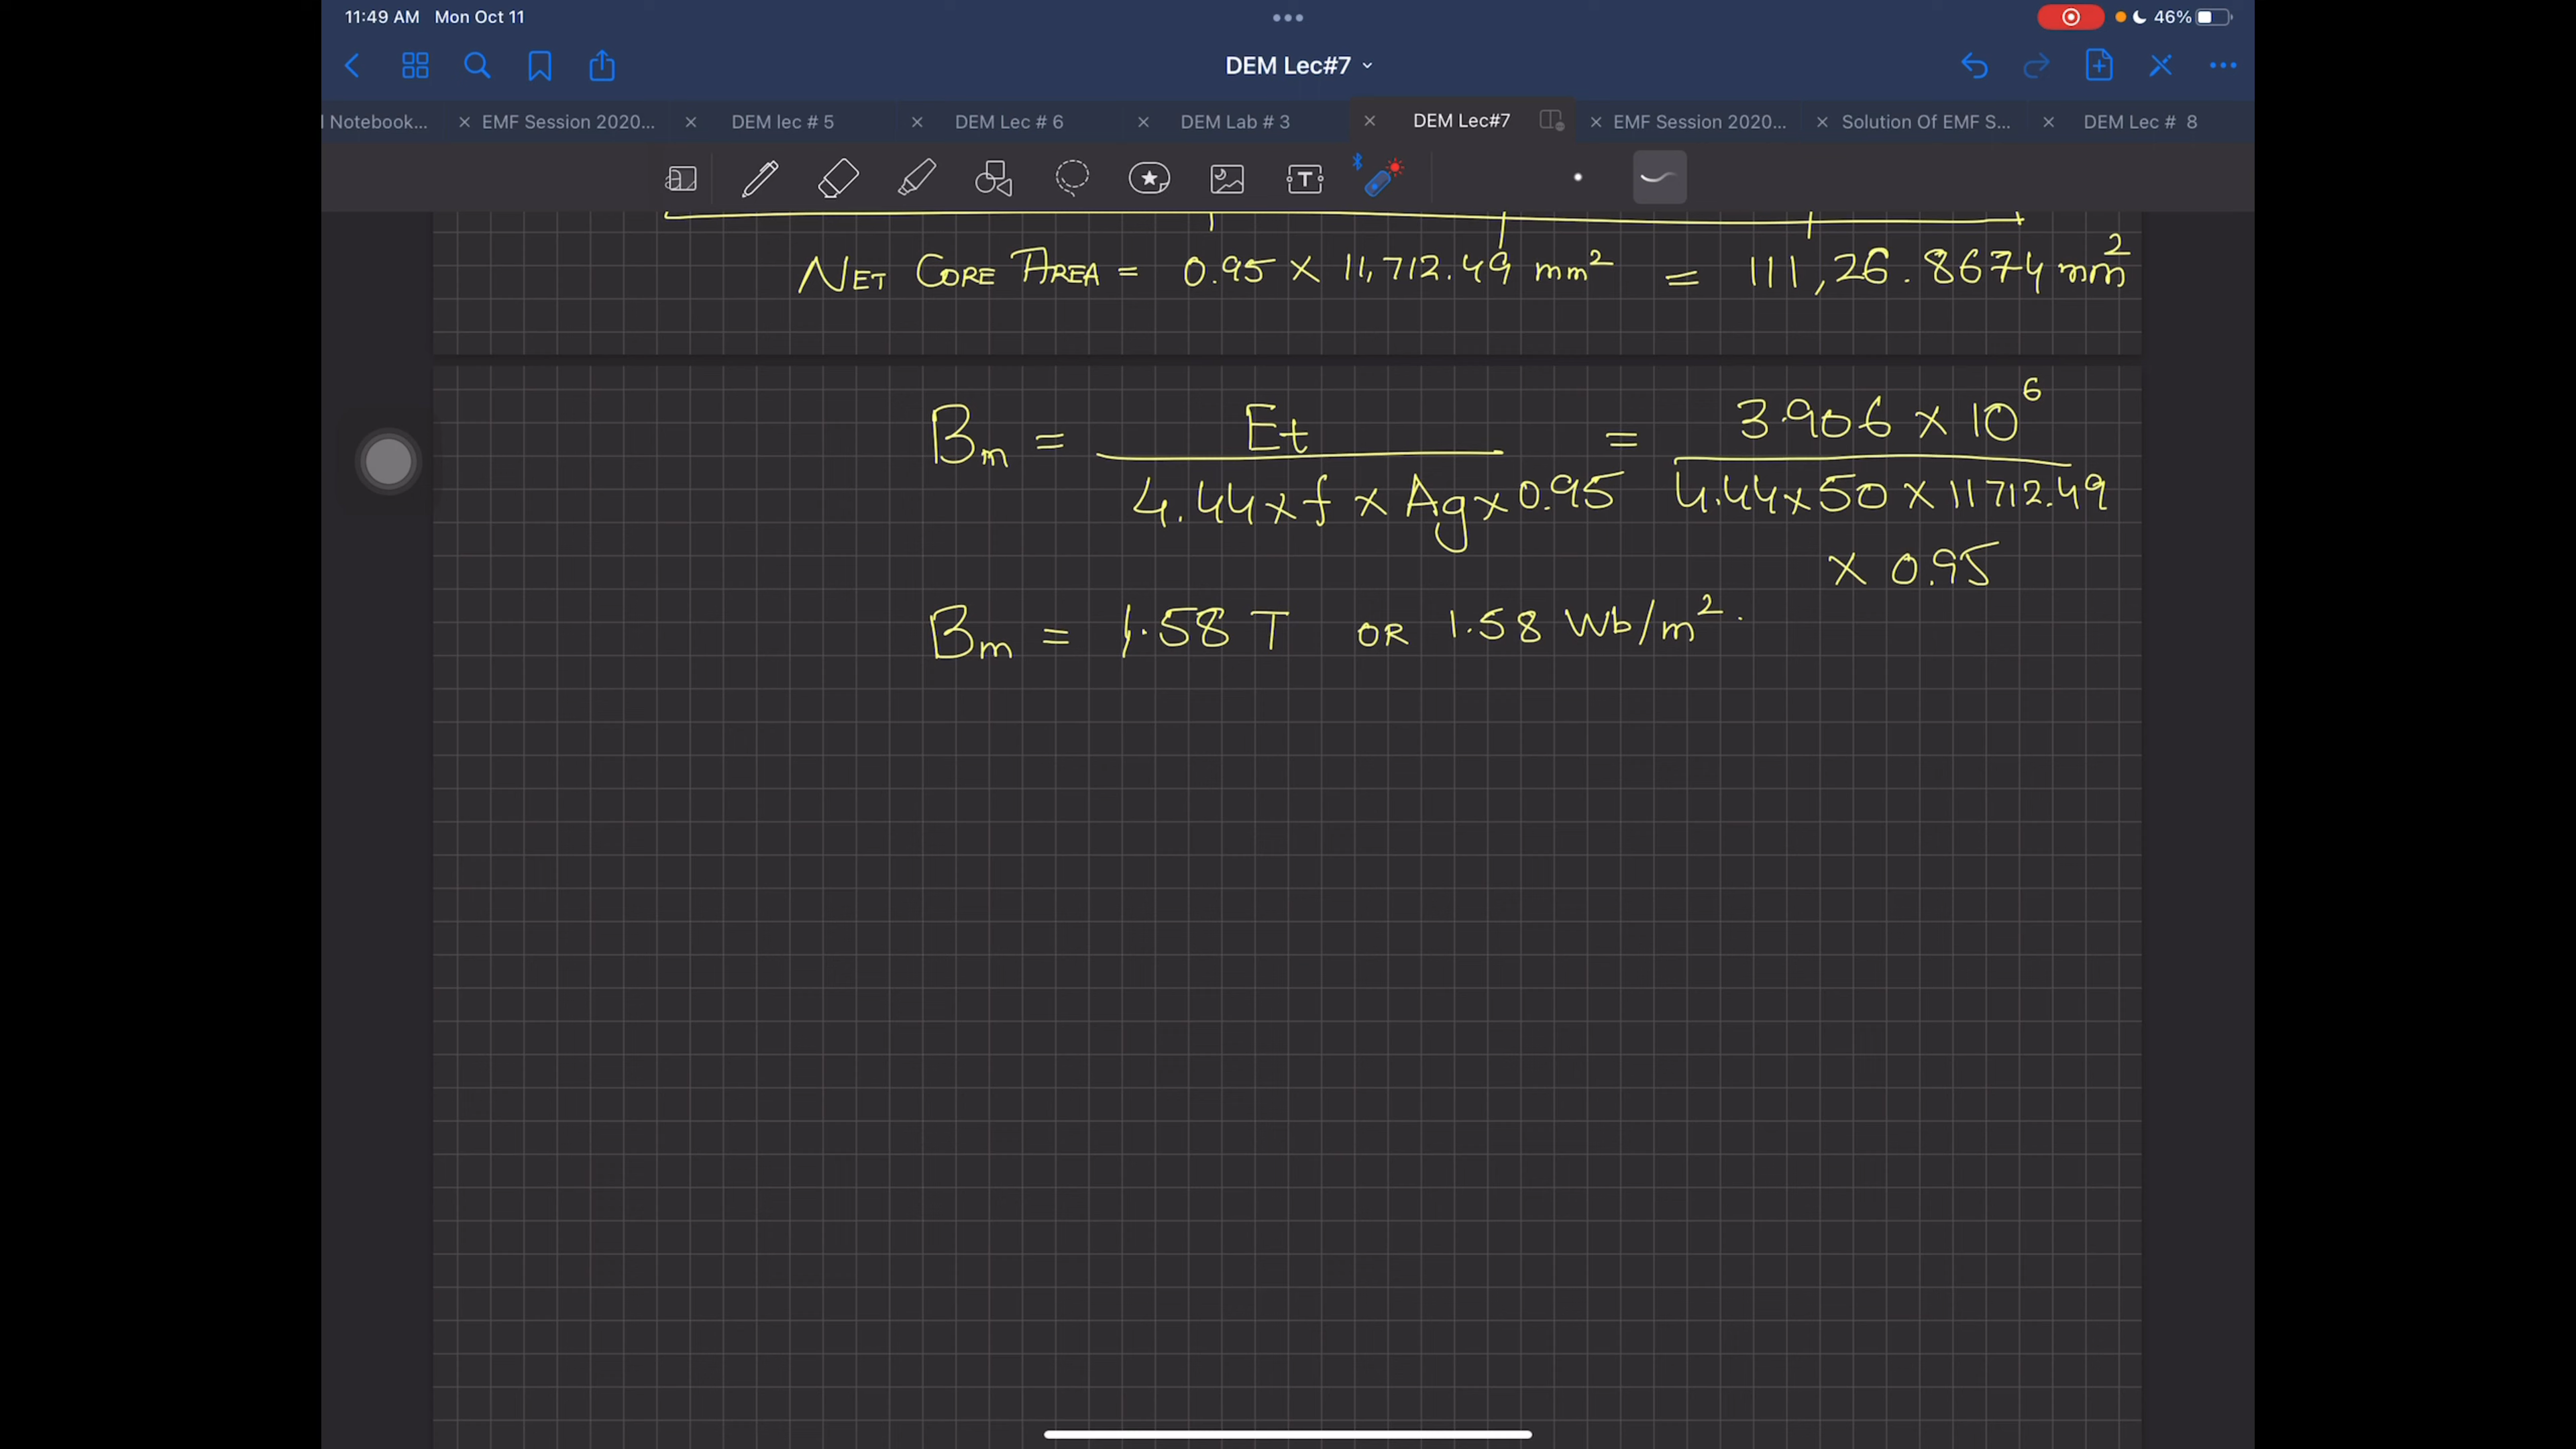 11:49 AM Mon Oct 11
46%
DEM Lec#7
l Notebook... EMF Session 2020... DEM lec # 5 DEM Lec # 6 DEM Lab # 3 DEM Lec#7 EMF Session 2020... Solution Of EMF S... DEM Lec # 8
NET CORE AREA = 0.95 × 11,712.49 mm² = 111,26.8674 mm²
Bm = Et / 4.44×f × Ag×0.95 = 3.906 × 10⁶ / 4.44×50 × 11712.49
× 0.95
Bm = 1.58 T OR 1.58 Wb/m².